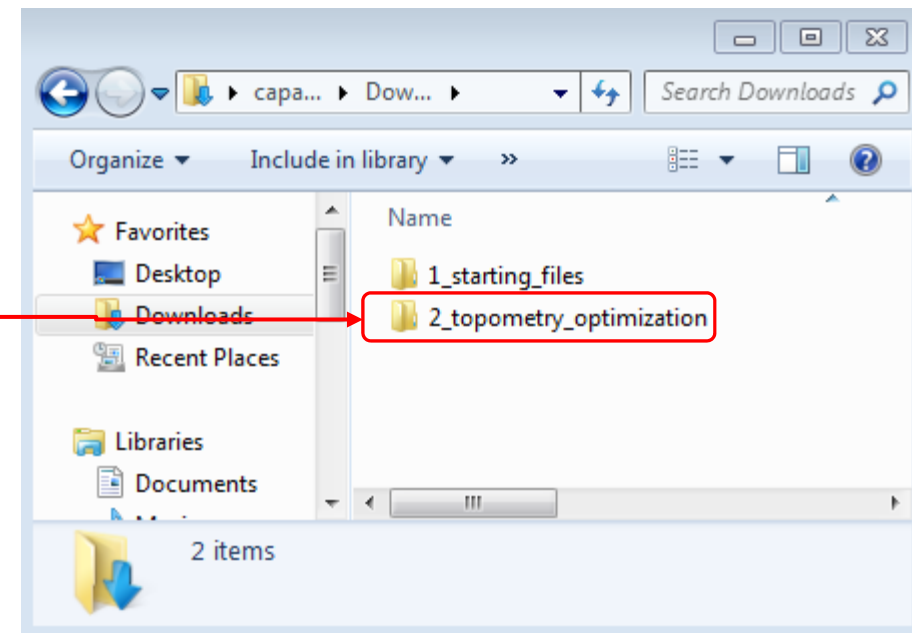 capa... Dow... Search Downloads
Organize Include in library »
Favorites
Desktop
Downloads
Recent Places
Libraries
Documents
Name
1_starting_files
2_topometry_optimization
2 items